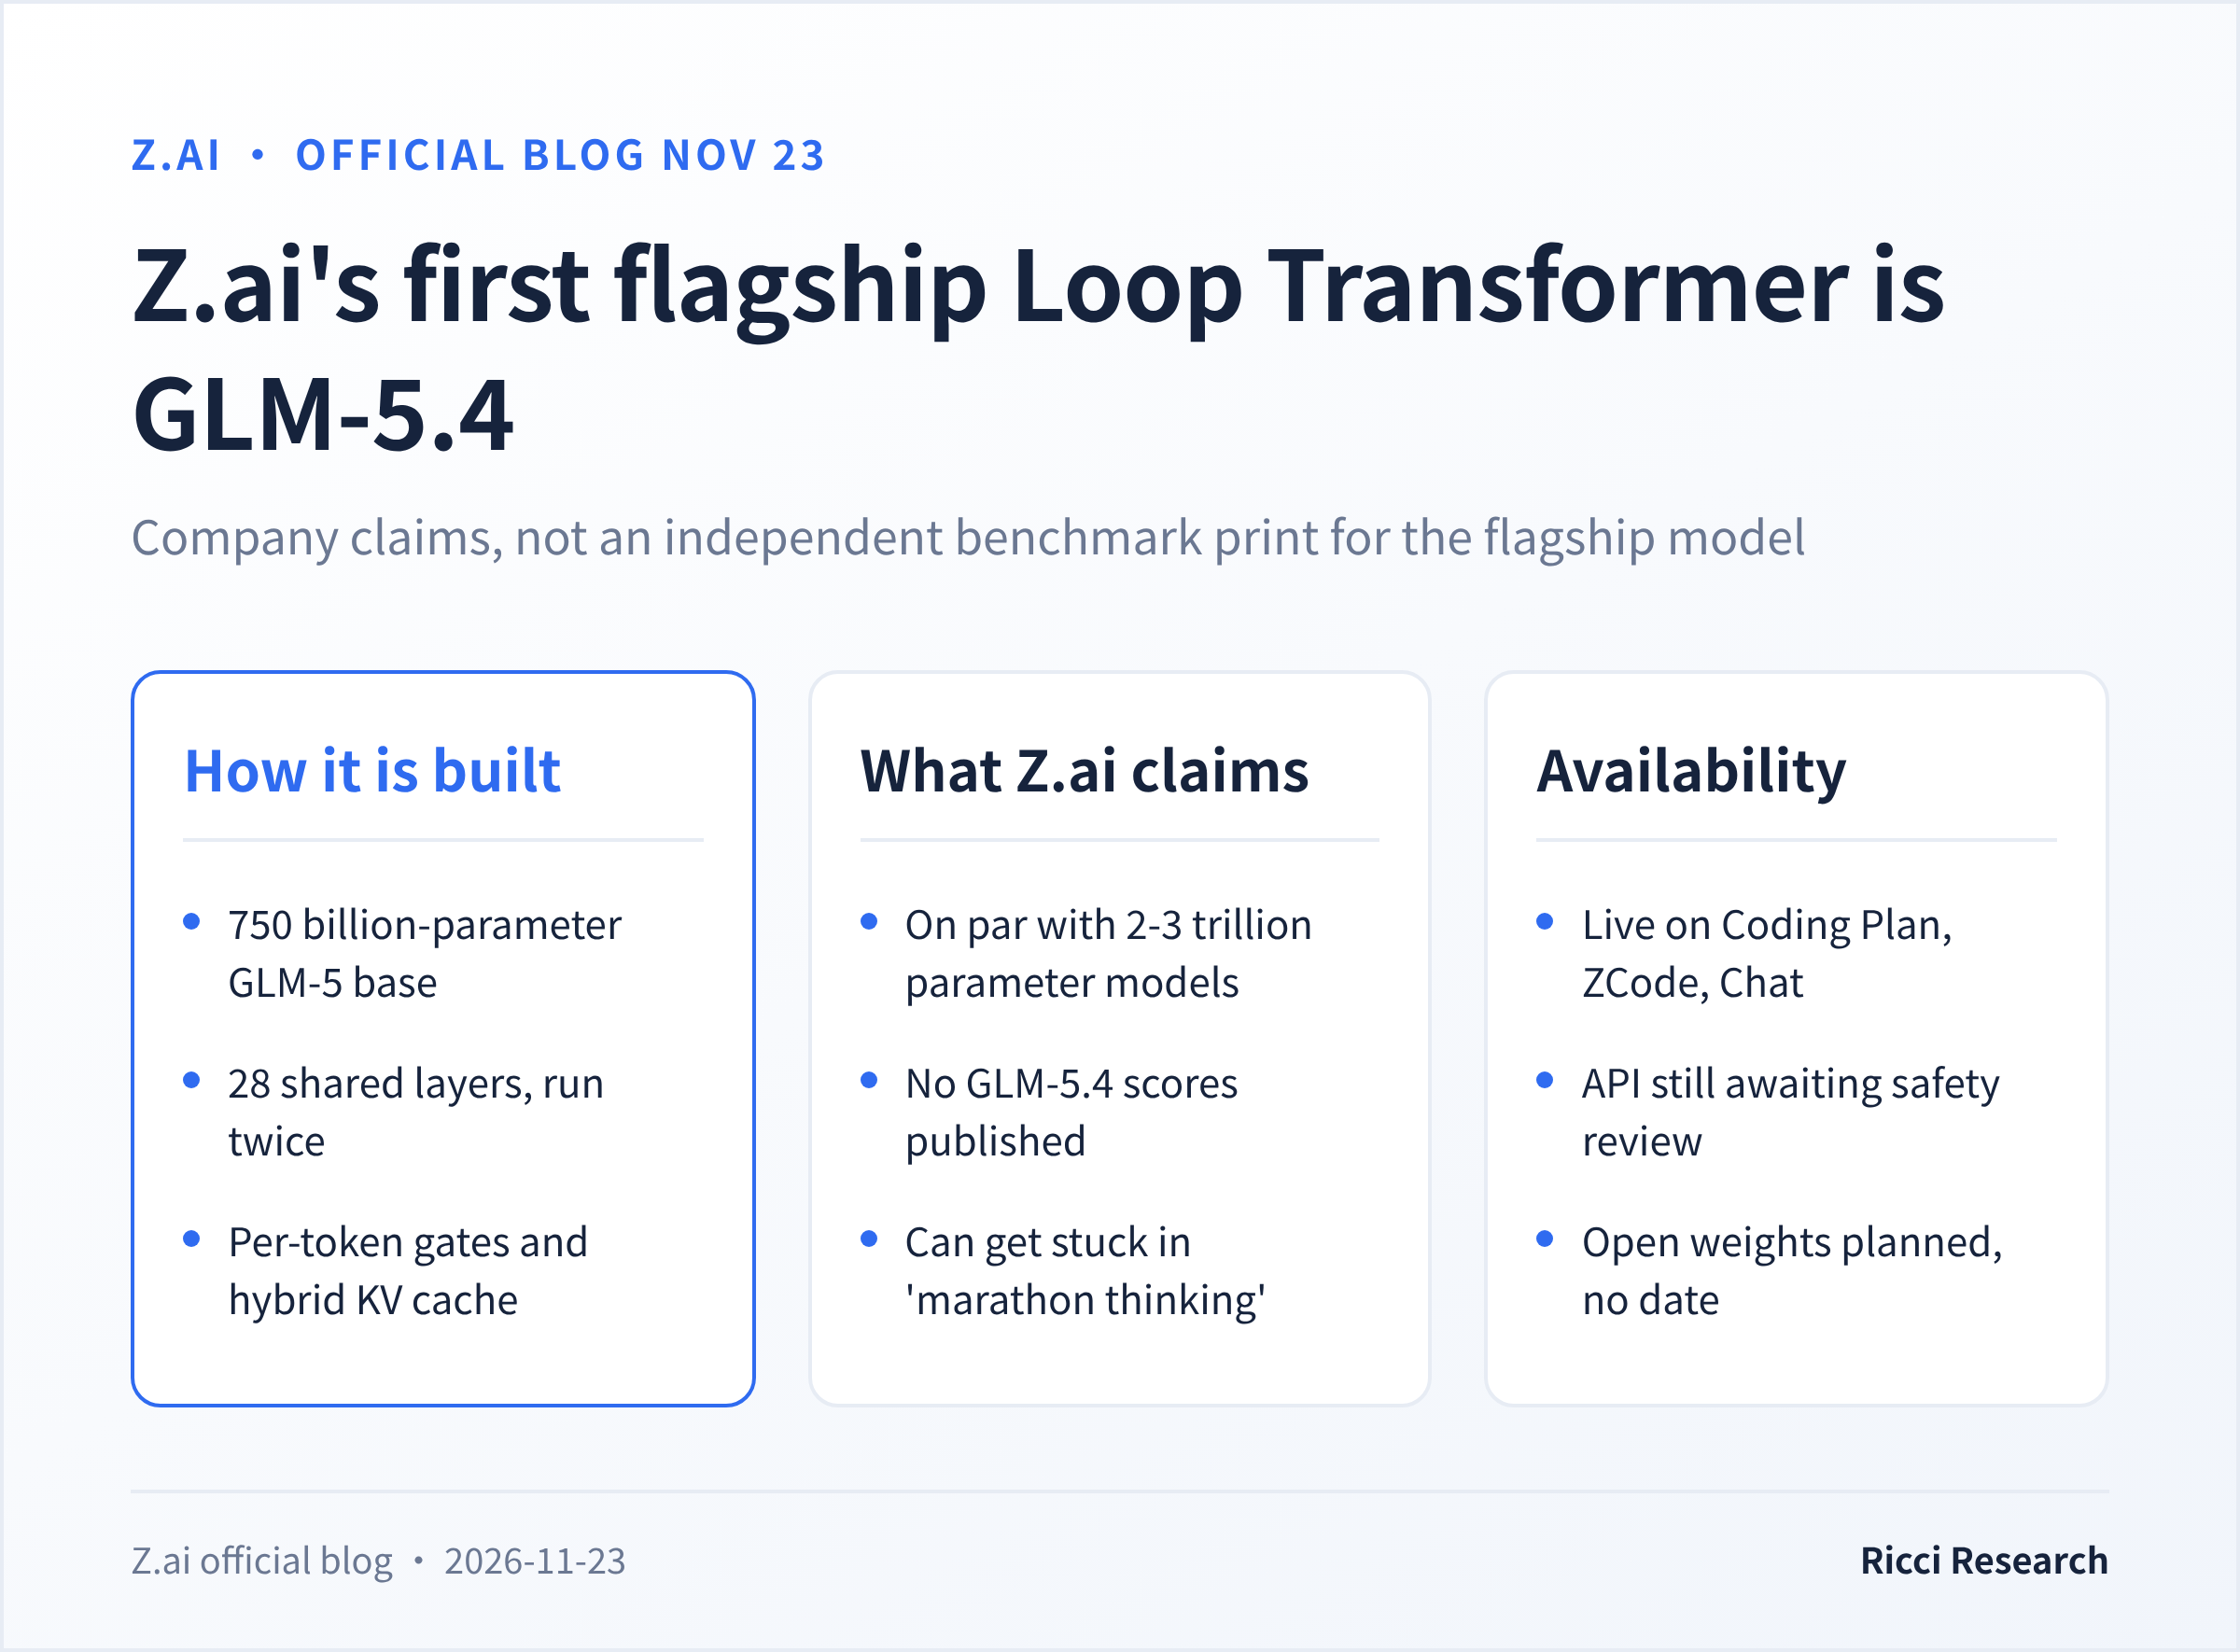 Z.AI • OFFICIAL BLOG NOV 23
Z.ai's first flagship Loop Transformer is
GLM-5.4
Company claims, not an independent benchmark print for the flagship model
How it is built
• 750 billion-parameter
GLM-5 base
• 28 shared layers, run
twice
• Per-token gates and
hybrid KV cache
What Z.ai claims
• On par with 2-3 trillion
parameter models
• No GLM-5.4 scores
published
• Can get stuck in
'marathon thinking'
Availability
• Live on Coding Plan,
ZCode, Chat
• API still awaiting safety
review
• Open weights planned,
no date
Z.ai official blog • 2026-11-23
Ricci Research